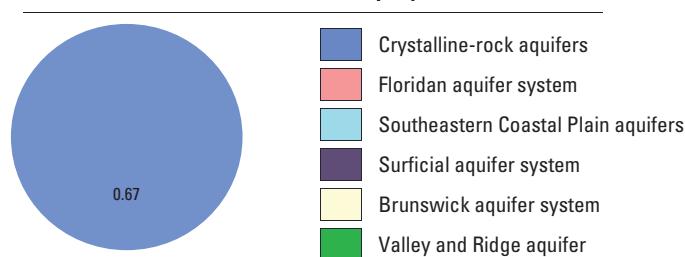 Crystalline-rock aquifers
Floridan aquifer system
Southeastern Coastal Plain aquifers
Surficial aquifer system
0.67
Brunswick aquifer system
Valley and Ridge aquifer